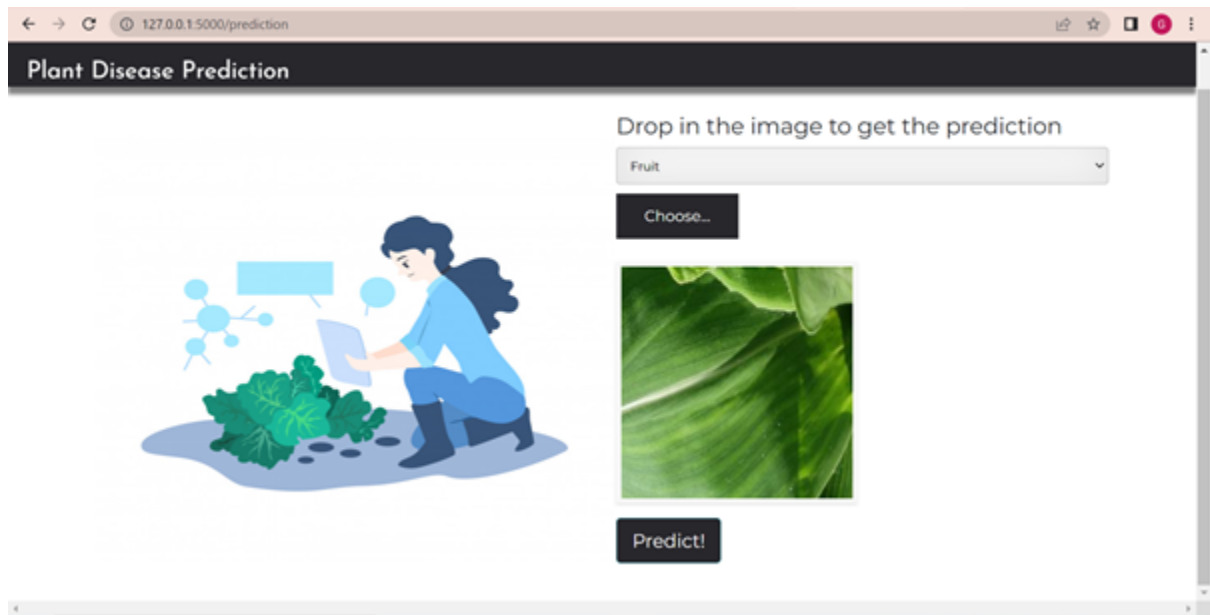 127.0.0.1:5000/prediction
G
Plant Disease Prediction
Drop in the image to get the prediction
Fruit
Choose...
Predict!